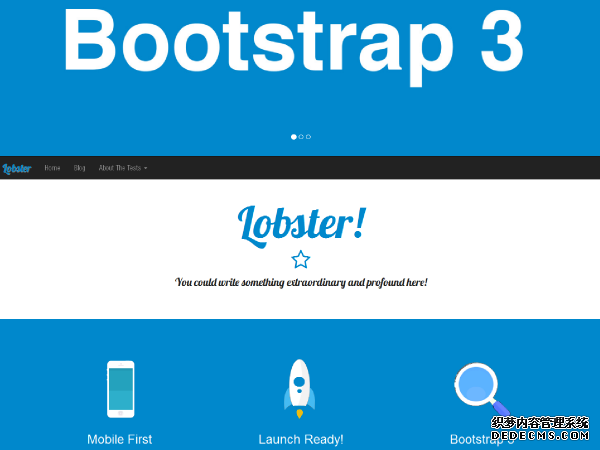 Bootstrap 3
Lobster Home Blog About The Tests
Lobster!
You could write something extraordinary and profound here!
Mobile First Launch Ready! Bootstrap 3
织梦内容管理系统
DEDECMS.COM